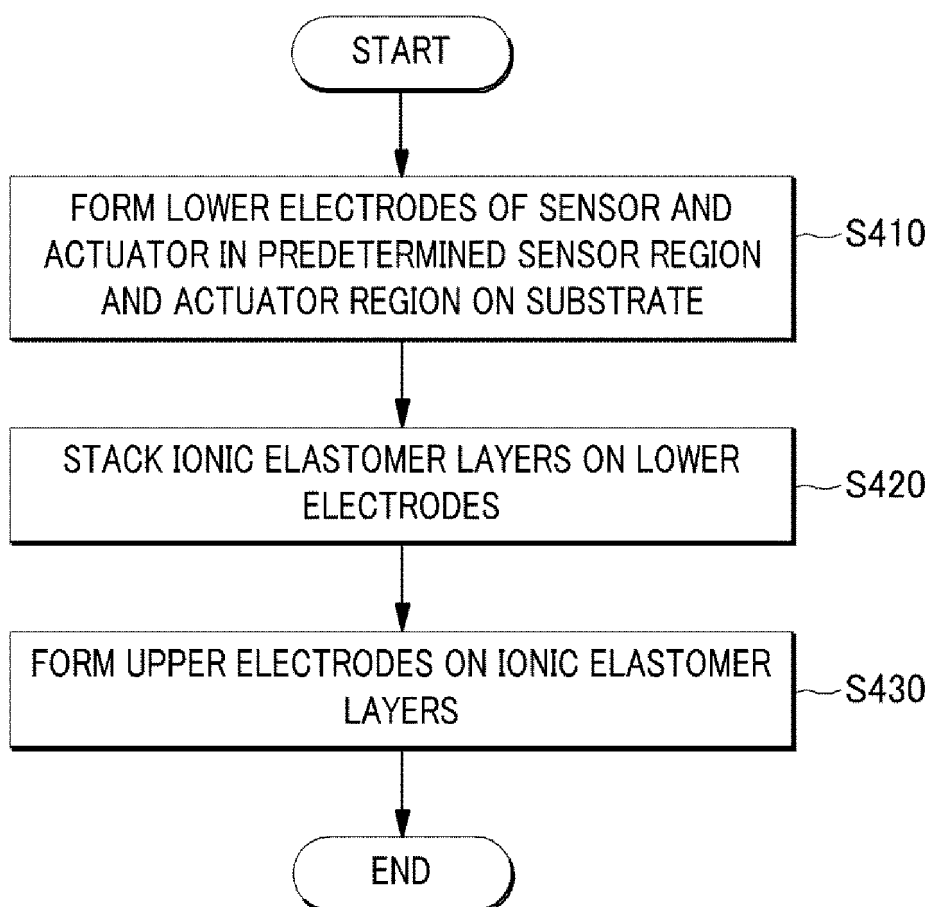 START
FORM LOWER ELECTRODES OF SENSOR AND
ACTUATOR IN PREDETERMINED SENSOR REGION
AND ACTUATOR REGION ON SUBSTRATE
S410
STACK IONIC ELASTOMER LAYERS ON LOWER
ELECTRODES
S420
FORM UPPER ELECTRODES ON IONIC ELASTOMER
LAYERS
S430
END